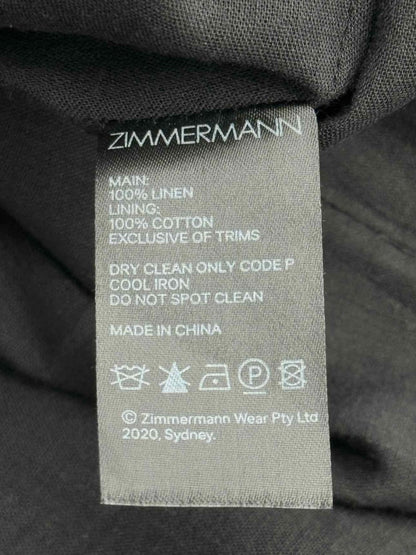 ZIMMERMANN
MAIN:
100% LINEN
LINING:
100% COTTON
EXCLUSIVE OF TRIMS
DRY CLEAN ONLY CODE P
COOL IRON
DO NOT SPOT CLEAN
MADE IN CHINA
P
© Zimmermann Wear Pty Ltd
2020, Sydney.